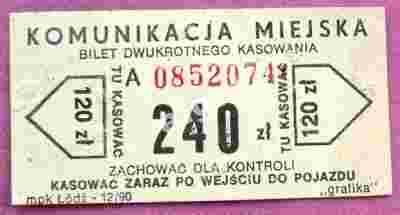 KOMUNIKACJA MIEJSKA
BILET DWUKROTNEGO KASOWANIA
A 0852074
120 zł
TU KASOWAĆ
240 zł
TU KASOWAĆ
120 zł
ZACHOWAĆ DLA KONTROLI
KASOWAĆ ZARAZ PO WEJŚCIU DO POJAZDU
mpk Łódź - 12/90 „grafika"